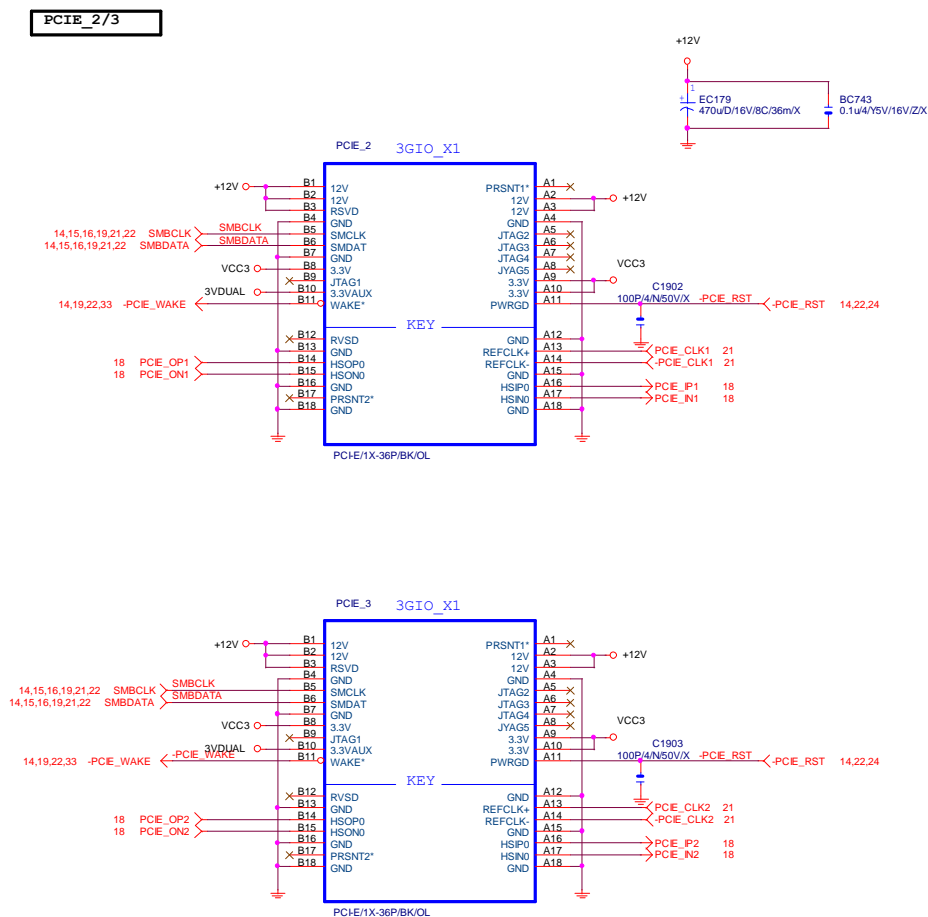 PCIE_2/3
+12V
1
+
EC179
470u/D/16V/8C/36m/X
BC743
0.1u/4/Y5V/16V/Z/X
PCIE_2
3GIO_X1
+12V
B1 12V
B2 12V
B3 RSVD
B4 GND
14,15,16,19,21,22 SMBCLK SMBCLK B5 SMCLK
14,15,16,19,21,22 SMBDATA SMBDATA B6 SMDAT
B7 GND
VCC3 B8 3.3V
B9 JTAG1
3VDUAL B10 3.3VAUX
14,19,22,33 -PCIE_WAKE B11 WAKE*
KEY
B12 RVSD
B13 GND
18 PCIE_OP1 B14 HSOP0
18 PCIE_ON1 B15 HSON0
B16 GND
B17 PRSNT2*
B18 GND
PRSNT1* A1
12V A2 +12V
12V A3
GND A4
JTAG2 A5
JTAG3 A6
JTAG4 A7
JYAG5 A8
3.3V A9 VCC3
3.3V A10
PWRGD A11
C1902
100P/4/N/50V/X -PCIE_RST
-PCIE_RST 14,22,24
GND A12
REFCLK+ A13 PCIE_CLK1 21
REFCLK- A14 -PCIE_CLK1 21
GND A15
HSIP0 A16 PCIE_IP1 18
HSIN0 A17 PCIE_IN1 18
GND A18
PCI-E/1X-36P/BK/OL
PCIE_3
3GIO_X1
+12V
B1 12V
B2 12V
B3 RSVD
B4 GND
14,15,16,19,21,22 SMBCLK SMBCLK B5 SMCLK
14,15,16,19,21,22 SMBDATA SMBDATA B6 SMDAT
B7 GND
VCC3 B8 3.3V
B9 JTAG1
3VDUAL B10 3.3VAUX
14,19,22,33 -PCIE_WAKE -PCIE_WAKE B11 WAKE*
KEY
B12 RVSD
B13 GND
18 PCIE_OP2 B14 HSOP0
18 PCIE_ON2 B15 HSON0
B16 GND
B17 PRSNT2*
B18 GND
PRSNT1* A1
12V A2 +12V
12V A3
GND A4
JTAG2 A5
JTAG3 A6
JTAG4 A7
JYAG5 A8
3.3V A9 VCC3
3.3V A10
PWRGD A11
C1903
100P/4/N/50V/X -PCIE_RST
-PCIE_RST 14,22,24
GND A12
REFCLK+ A13 PCIE_CLK2 21
REFCLK- A14 -PCIE_CLK2 21
GND A15
HSIP0 A16 PCIE_IP2 18
HSIN0 A17 PCIE_IN2 18
GND A18
PCI-E/1X-36P/BK/OL